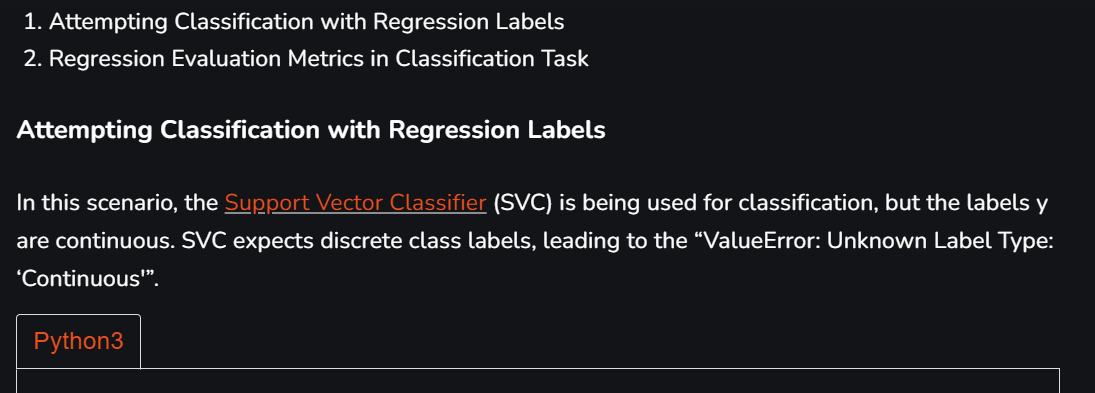 1. Attempting Classification with Regression Labels
2. Regression Evaluation Metrics in Classification Task
Attempting Classification with Regression Labels
In this scenario, the Support Vector Classifier (SVC) is being used for classification, but the labels y
are continuous. SVC expects discrete class labels, leading to the “ValueError: Unknown Label Type:
‘Continuous'”.
Python3